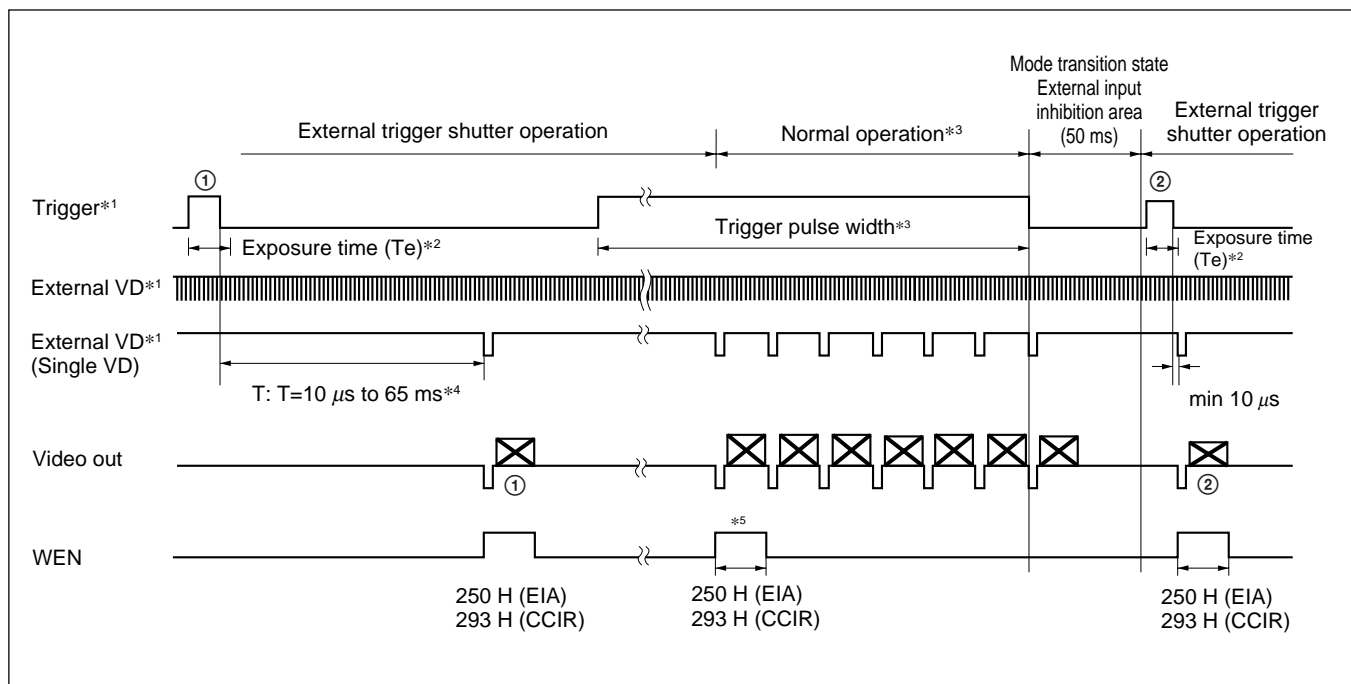 Mode transition state
External input
inhibition area
(50 ms)
External trigger shutter operation
Normal operation*3
External trigger
shutter operation
①
②
Trigger*1
Exposure time (Te)*2
Trigger pulse width*3
Exposure time
(Te)*2
External VD*1
External VD*1
(Single VD)
T: T=10 μs to 65 ms*4
min 10 μs
Video out
①
②
*5
WEN
250 H (EIA)
293 H (CCIR)
250 H (EIA)
293 H (CCIR)
250 H (EIA)
293 H (CCIR)